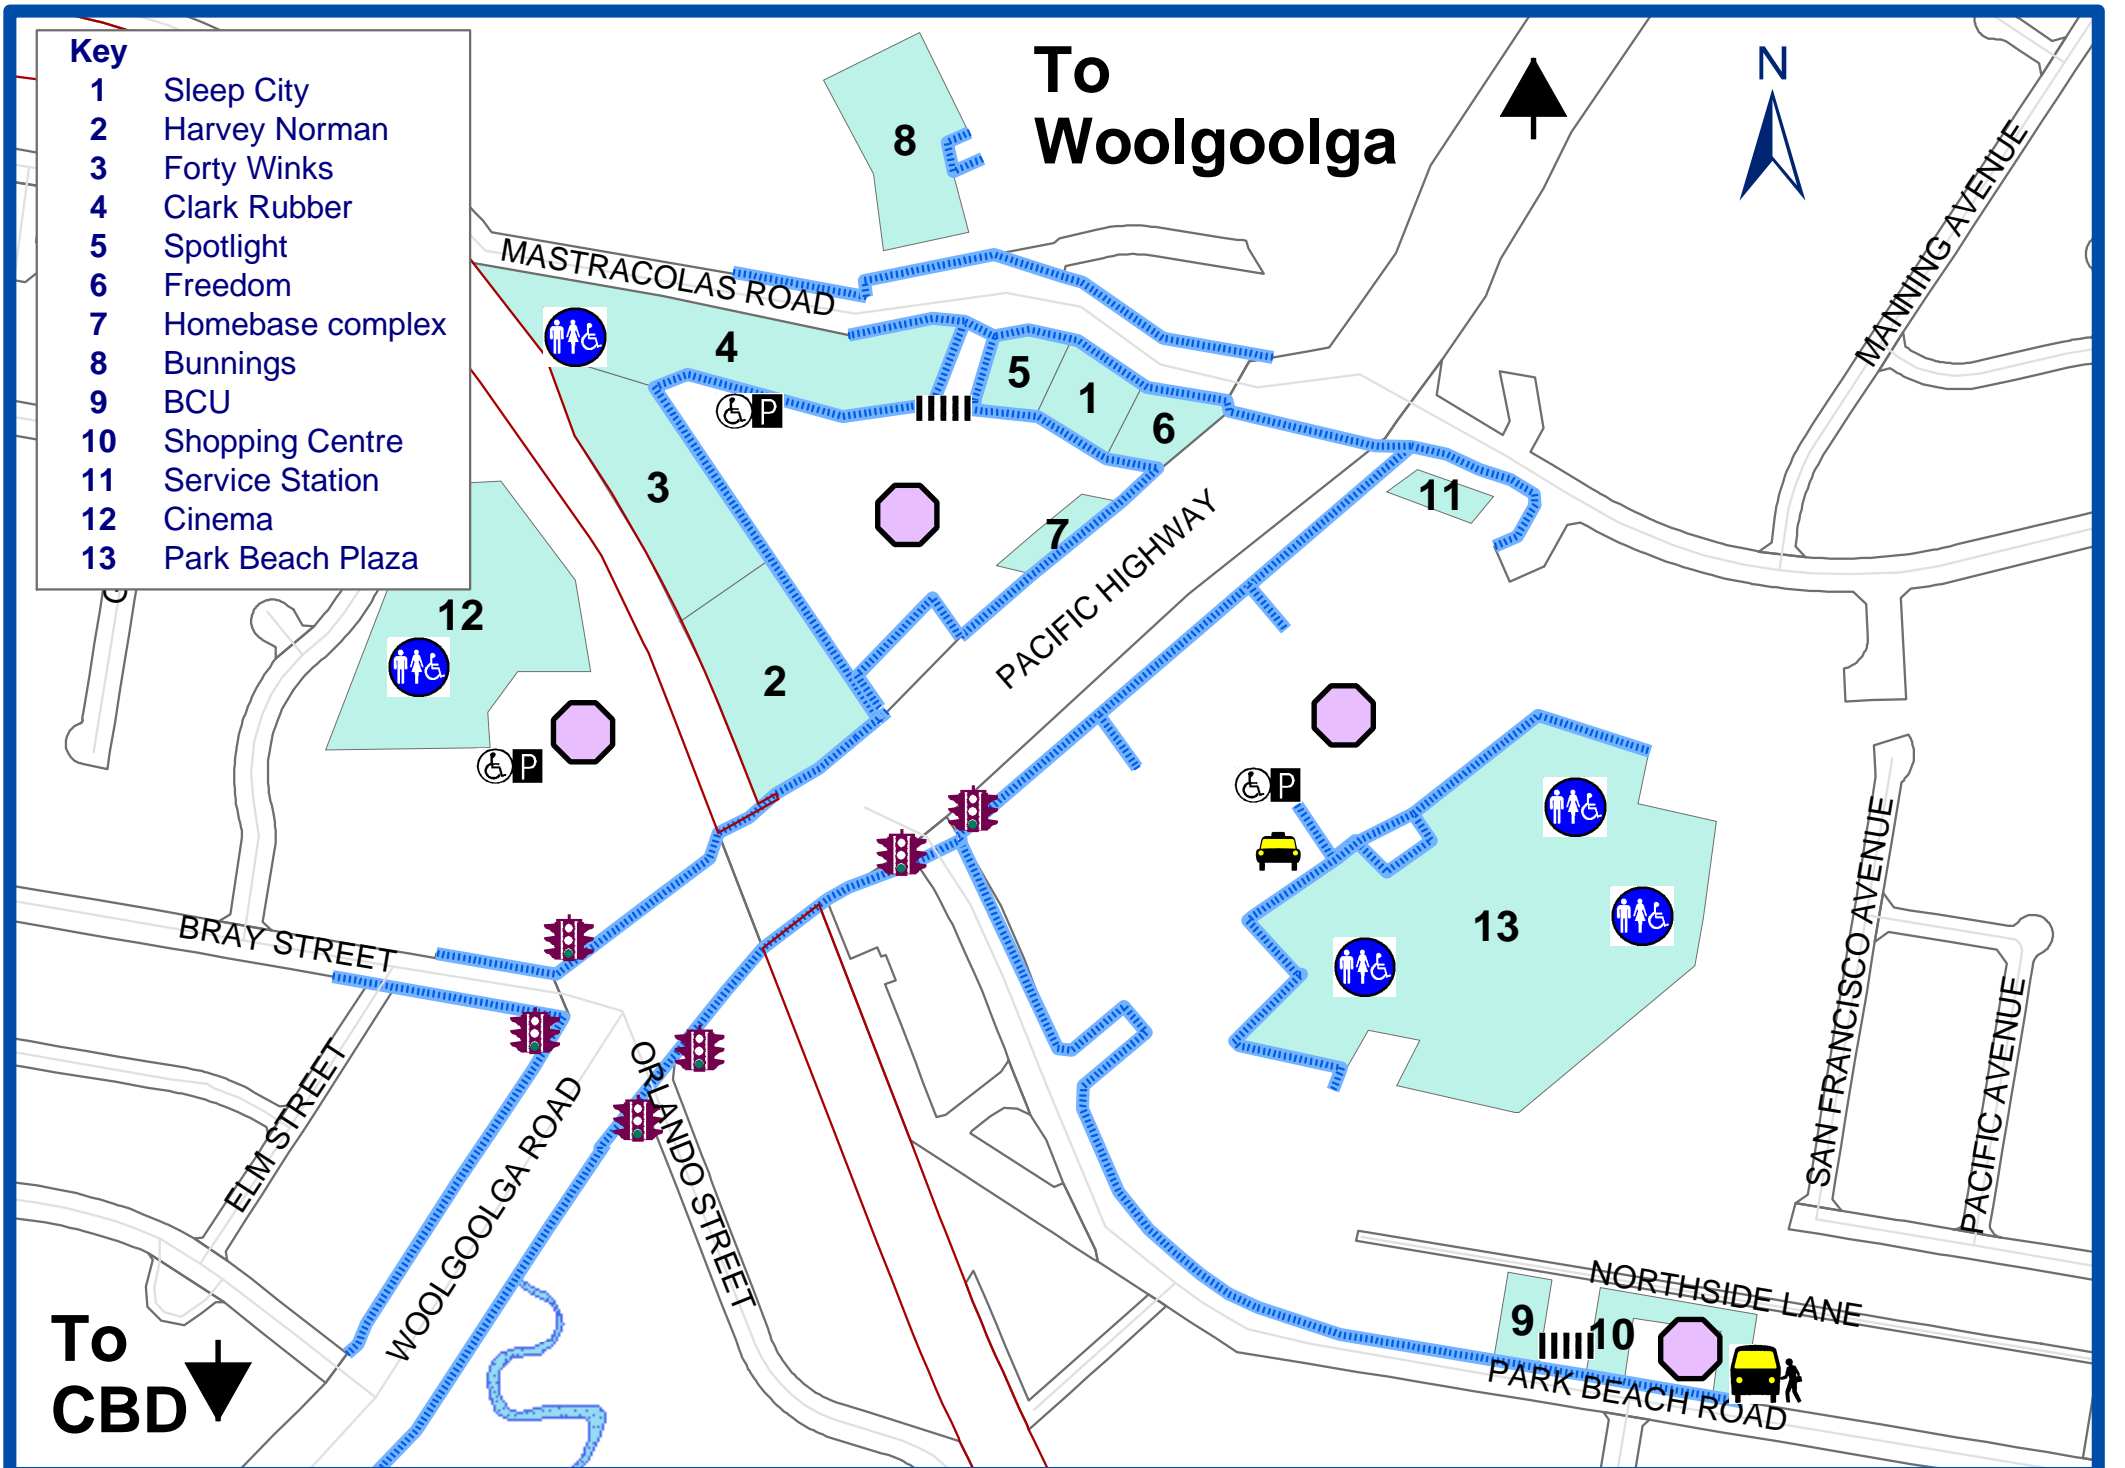 Key
1 Sleep City
2 Harvey Norman
3 Forty Winks
4 Clark Rubber
5 Spotlight
6 Freedom
7 Homebase complex
8 Bunnings
9 BCU
10 Shopping Centre
11 Service Station
12 Cinema
13 Park Beach Plaza
To
Woolgoolga
N
8
MANNING AVENUE
MASTRACOLAS ROAD
4
5
1
6
P
3
11
7
PACIFIC HIGHWAY
12
2
P
P
13
BRAY STREET
SAN FRANCISCO AVENUE
PACIFIC AVENUE
ELM STREET
WOOLGOOLGA ROAD
ORLANDO STREET
NORTHSIDE LANE
9
10
PARK BEACH ROAD
To
CBD